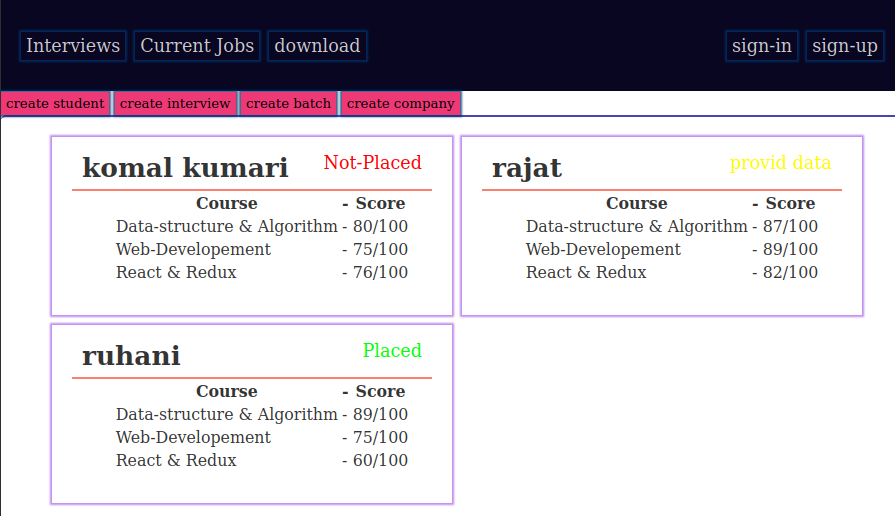 Interviews Current Jobs download sign-in sign-up
create student create interview create batch create company
komal kumari Not-Placed
Course - Score
Data-structure & Algorithm - 80/100
Web-Developement - 75/100
React & Redux - 76/100
rajat provid data
Course - Score
Data-structure & Algorithm - 87/100
Web-Developement - 89/100
React & Redux - 82/100
ruhani Placed
Course - Score
Data-structure & Algorithm - 89/100
Web-Developement - 75/100
React & Redux - 60/100